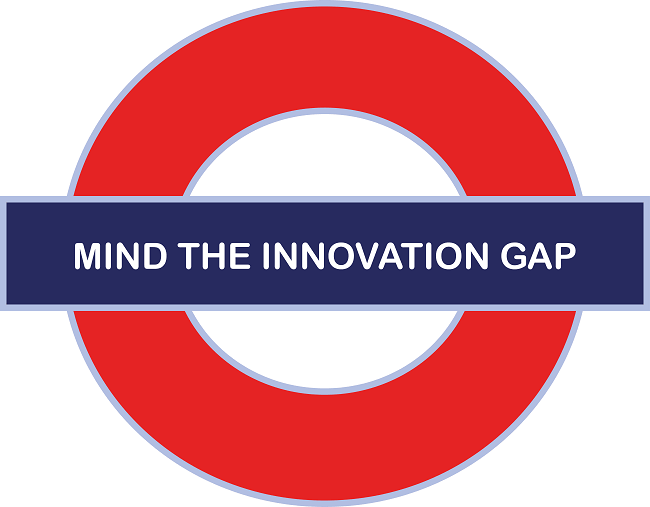 MIND THE INNOVATION GAP